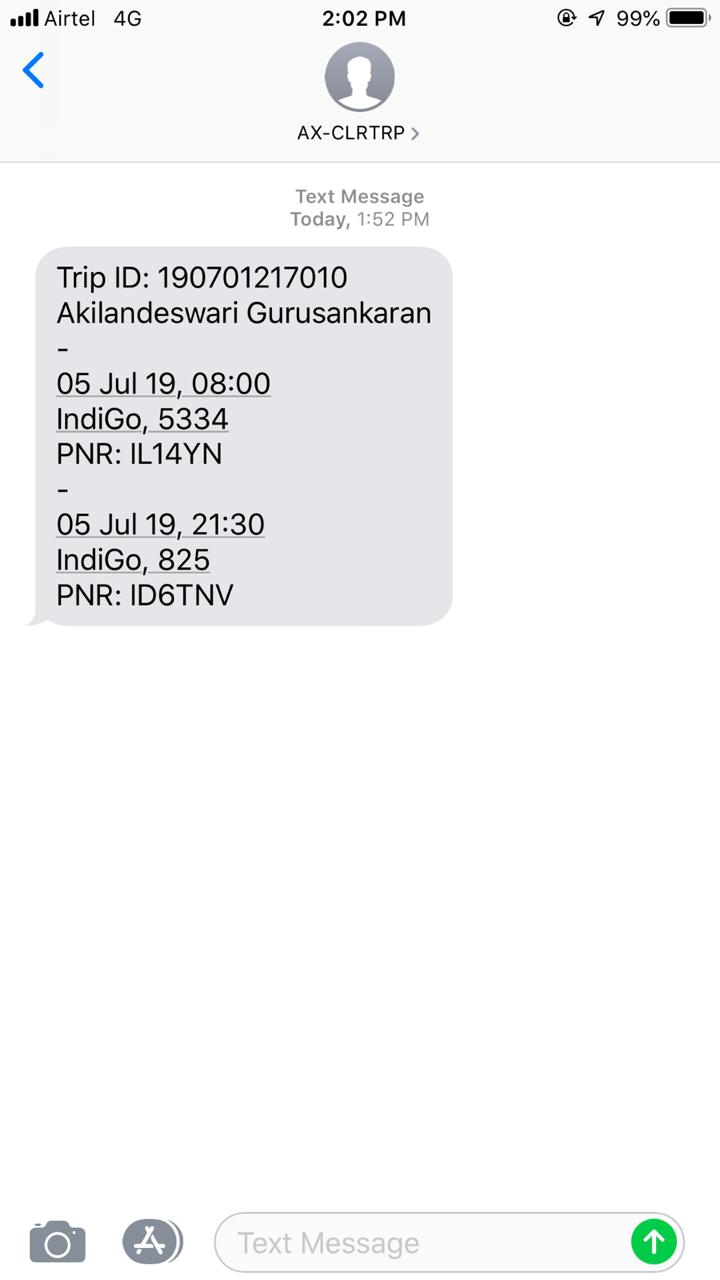 Airtel 4G 2:02 PM 99%
AX-CLRTRP
Text Message
Today, 1:52 PM
Trip ID: 190701217010
Akilandeswari Gurusankaran
-
05 Jul 19, 08:00
IndiGo, 5334
PNR: IL14YN
-
05 Jul 19, 21:30
IndiGo, 825
PNR: ID6TNV
Text Message